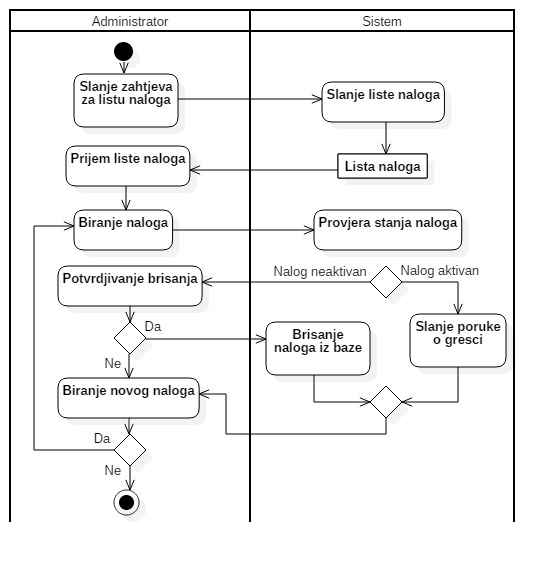 Administrator
Sistem
Slanje zahtjeva
za listu naloga
Slanje liste naloga
Prijem liste naloga
Lista naloga
Biranje naloga
Provjera stanja naloga
Potvrdjivanje brisanja
Nalog neaktivan
Nalog aktivan
Da
Brisanje
naloga iz baze
Slanje poruke
o gresci
Ne
Biranje novog naloga
Da
Ne